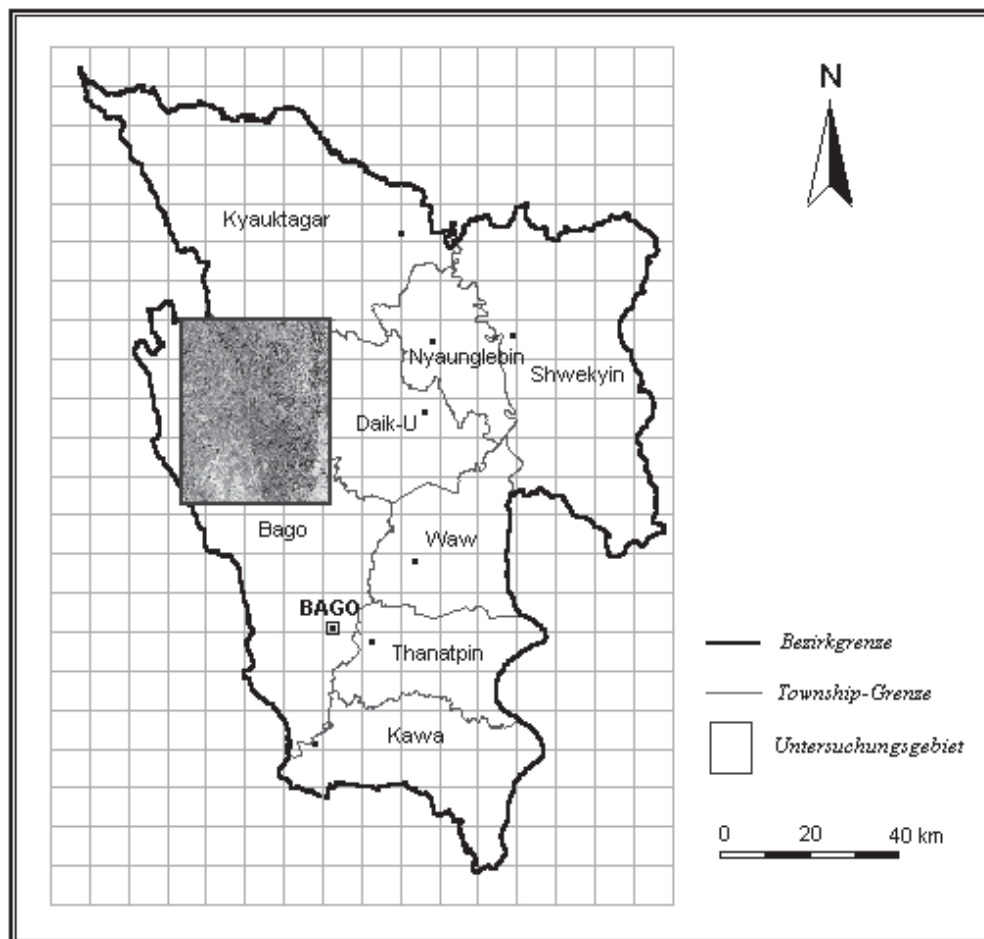 N
Kyauktagar
Nyaunglebin
Shwekyin
Daik-U
Bago
Waw
BAGO
Thanatpin
Kawa
Bezirkgrenze
Township-Grenze
Untersuchungsgebiet
0 20 40 km